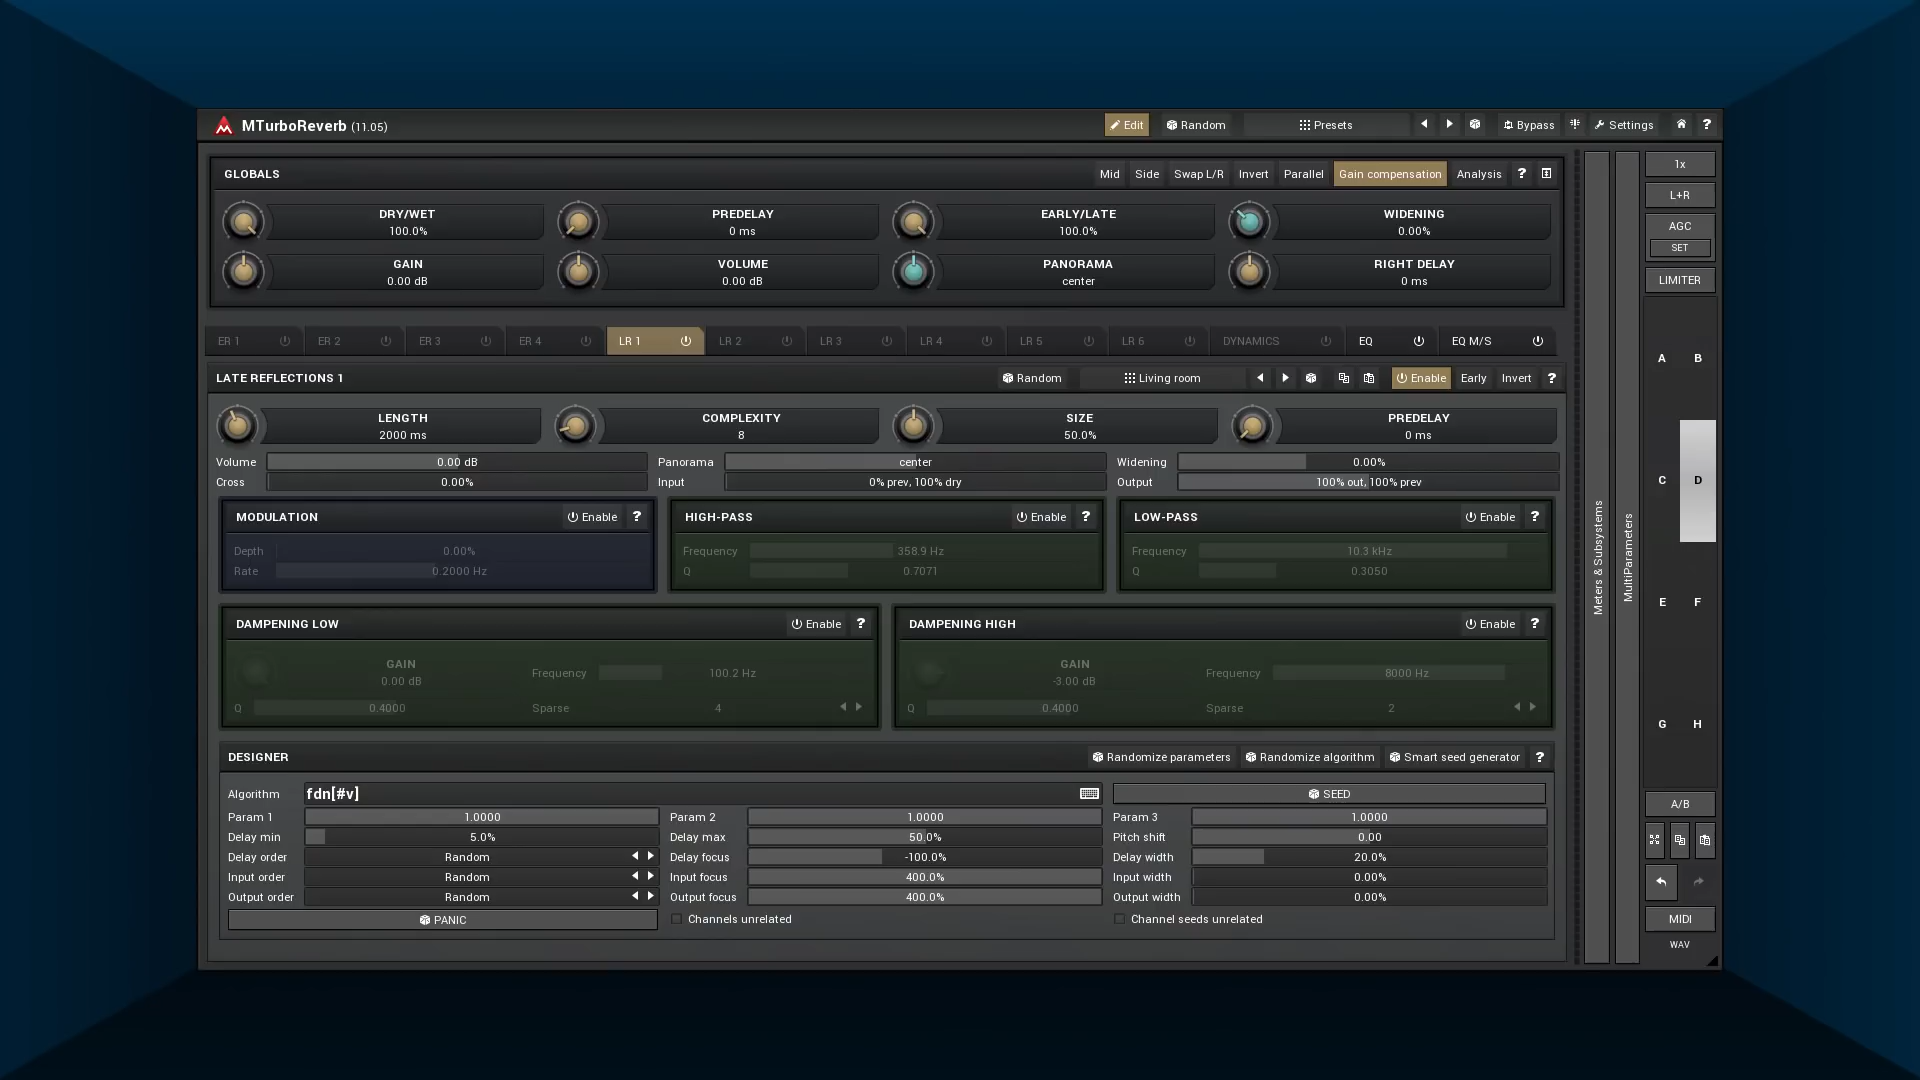 MTurboReverb (11.05)
Edit Random Presets Bypass Settings ?
GLOBALS Mid Side Swap L/R Invert Parallel Gain compensation Analysis ?
DRY/WET PREDELAY EARLY/LATE WIDENING
100.0% 0 ms 100.0% 0.00%
GAIN VOLUME PANORAMA RIGHT DELAY
0.00 dB 0.00 dB center 0 ms
ER 1 ER 2 ER 3 ER 4 LR 1 LR 2 LR 3 LR 4 LR 5 LR 6 DYNAMICS EQ EQ M/S
LATE REFLECTIONS 1 Random Living room Enable Early Invert ?
LENGTH COMPLEXITY SIZE PREDELAY
2000 ms 8 50.0% 0 ms
Volume 0.00 dB Panorama center Widening 0.00%
Cross 0.00% Input 0% prev, 100% dry Output 100% out, 100% prev
MODULATION Enable ? HIGH-PASS Enable ? LOW-PASS Enable ?
Depth 0.00% Frequency 358.9 Hz Frequency 10.3 kHz
Rate 0.2000 Hz Q 0.7071 Q 0.3050
DAMPENING LOW Enable ? DAMPENING HIGH Enable ?
GAIN Frequency 100.2 Hz GAIN Frequency 8000 Hz
0.00 dB -3.00 dB
Q 0.4000 Sparse 4 Q 0.4000 Sparse 2
DESIGNER Randomize parameters Randomize algorithm Smart seed generator ?
Algorithm fdn[#v] SEED
Param 1 1.0000 Param 2 1.0000 Param 3 1.0000
Delay min 5.0% Delay max 50.0% Pitch shift 0.00
Delay order Random Delay focus -100.0% Delay width 20.0%
Input order Random Input focus 400.0% Input width 0.00%
Output order Random Output focus 400.0% Output width 0.00%
PANIC Channels unrelated Channel seeds unrelated
Meters & Subsystems
MultiParameters
1x
L+R
AGC
SET
LIMITER
A B
C D
E F
G H
A/B
MIDI
WAV